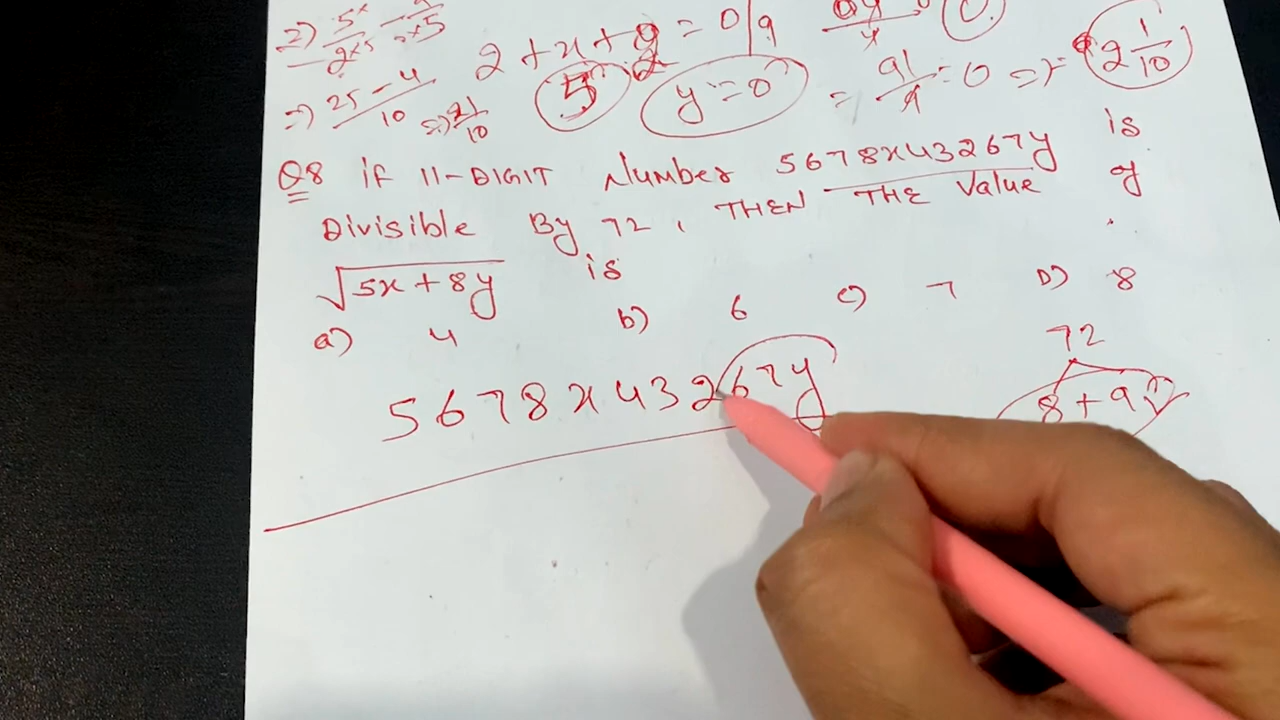 2+x+y = 0/9
=> 25-4/10 => 21/10
5
y=0
= 91/9 = 0 => 2 1/10
Q8 if 11-DIGIT Number 5678x43267y is
Divisible By 72, THEN THE Value of
√5x+8y is
a) 4 b) 6 c) 7 D) 8
72
5678x43267y
8+9